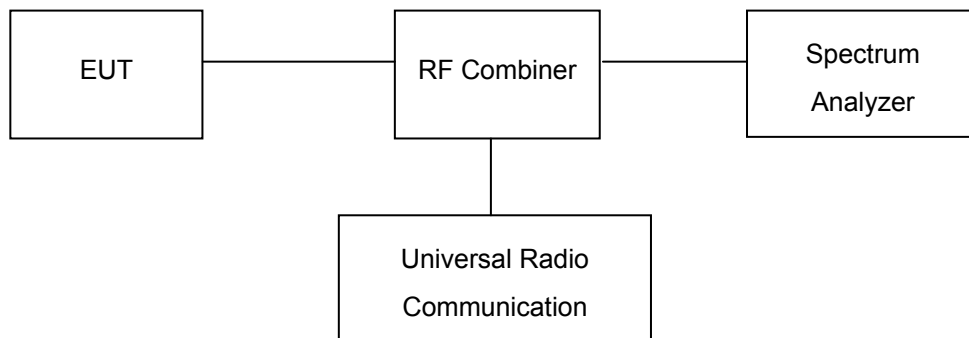 EUT
RF Combiner
Spectrum
Analyzer
Universal Radio
Communication